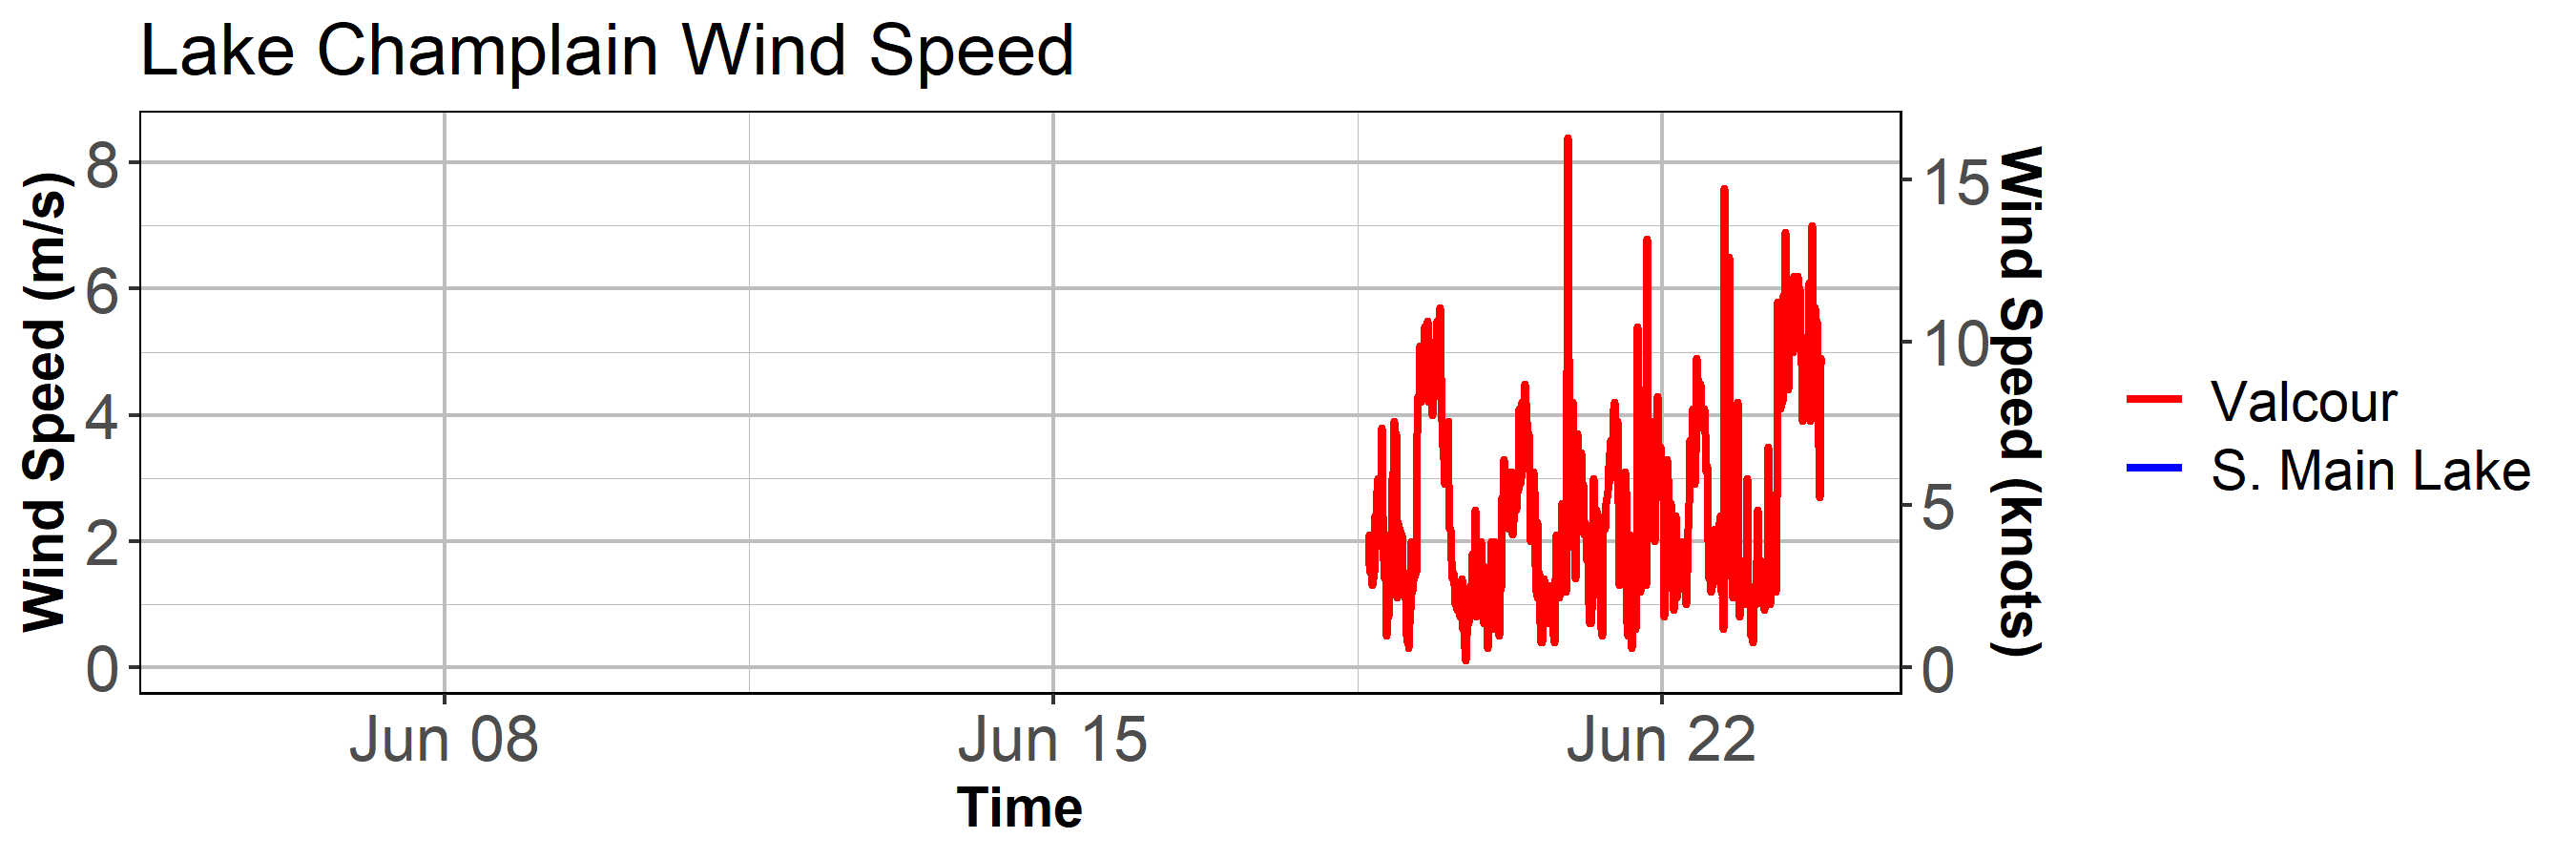 Lake Champlain Wind Speed
Wind Speed (m/s)
8
6
4
2
0
15
10
5
0
Wind Speed (knots)
Jun 08
Jun 15
Jun 22
Time
Valcour
S. Main Lake